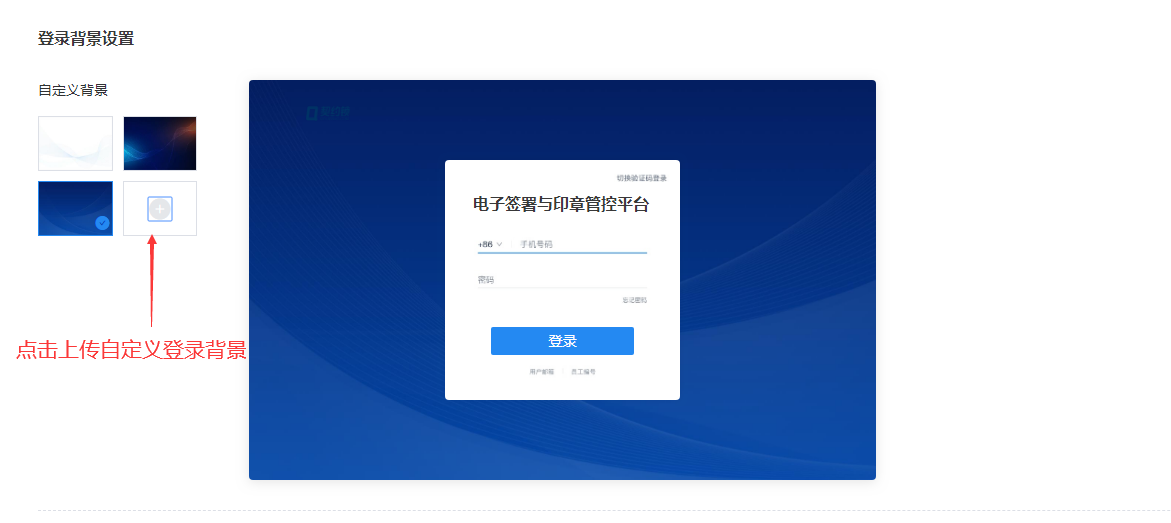 登录背景设置
自定义背景
切换验证码登录
电子签署与印章管控平台
+86 手机号码
密码
忘记密码
登录
用户邮箱 员工编号
点击上传自定义登录背景